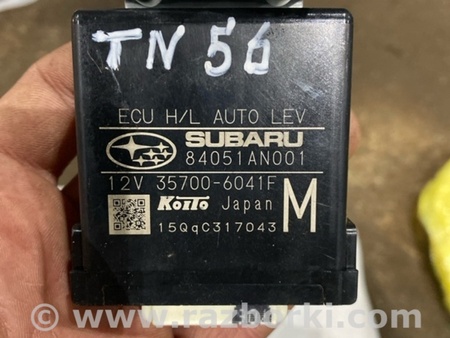 TN 56
ECU H/L AUTO LEV
SUBARU
84051AN001
12V 35700-6041F
KOITO Japan M
15QqC317043
www.razborki.com